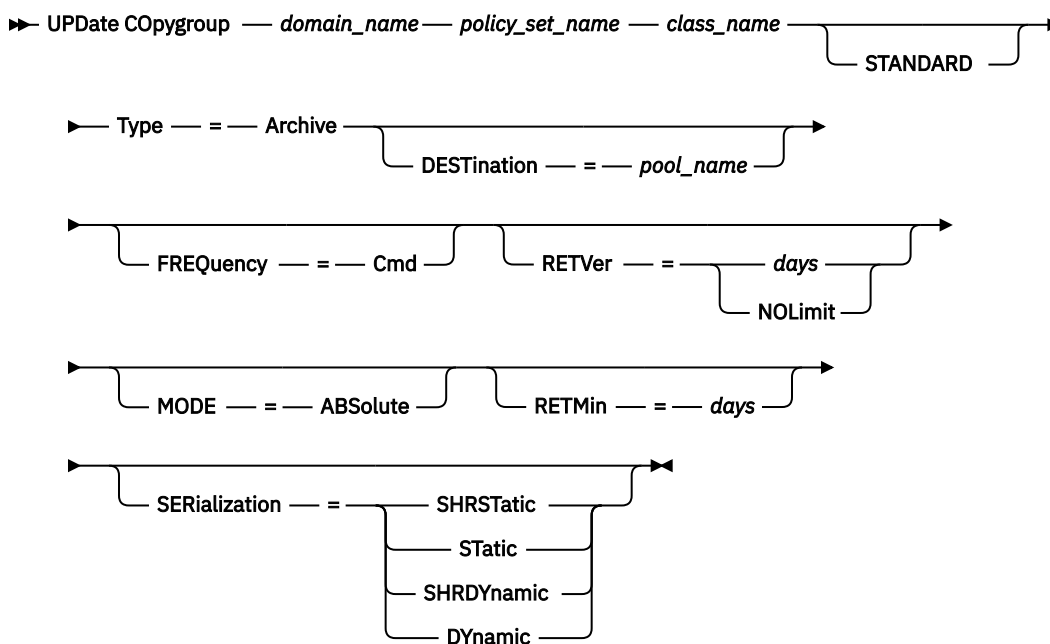 UPDate COpygroup domain_name policy_set_name class_name
STANDARD
Type = Archive
DESTination = pool_name
FREQuency = Cmd
RETVer = days
NOLimit
MODE = ABSolute
RETMin = days
SERialization = SHRSTatic
STatic
SHRDYnamic
DYnamic